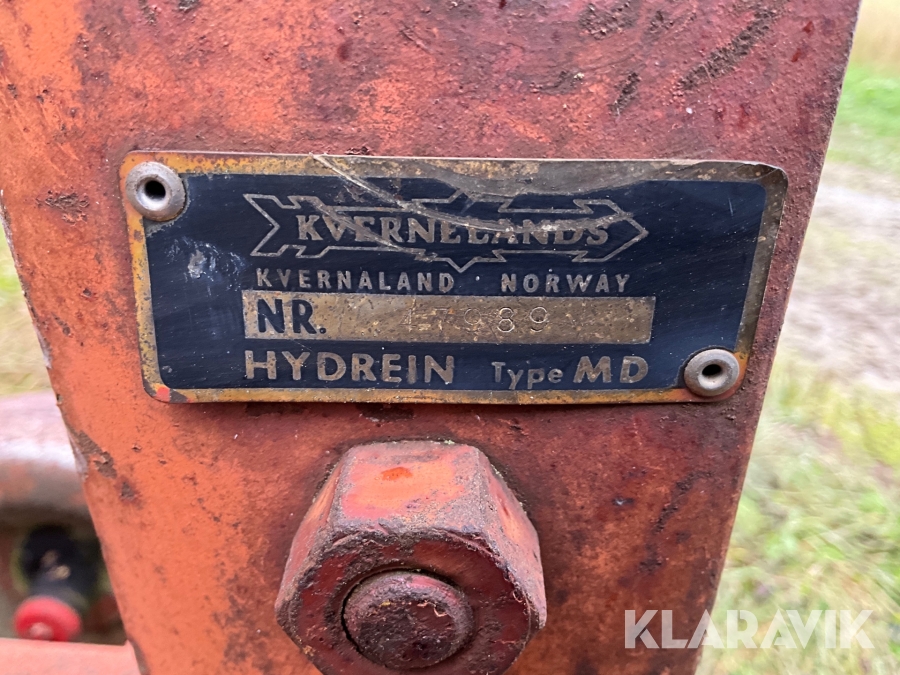 KVERNELANDS
KVERNALAND · NORWAY
NR. 47989
HYDREIN Type MD
KLARAVIK